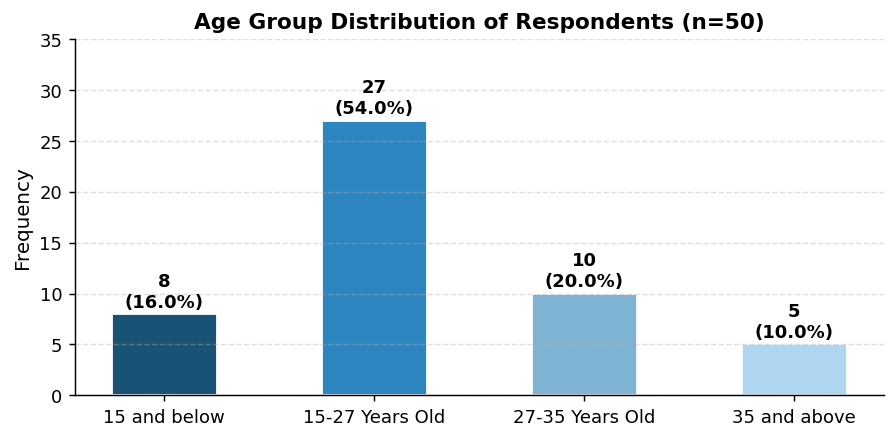 Age Group Distribution of Respondents (n=50)
Frequency
35
30
25
20
15
10
5
0
8
(16.0%)
27
(54.0%)
10
(20.0%)
5
(10.0%)
15 and below
15-27 Years Old
27-35 Years Old
35 and above